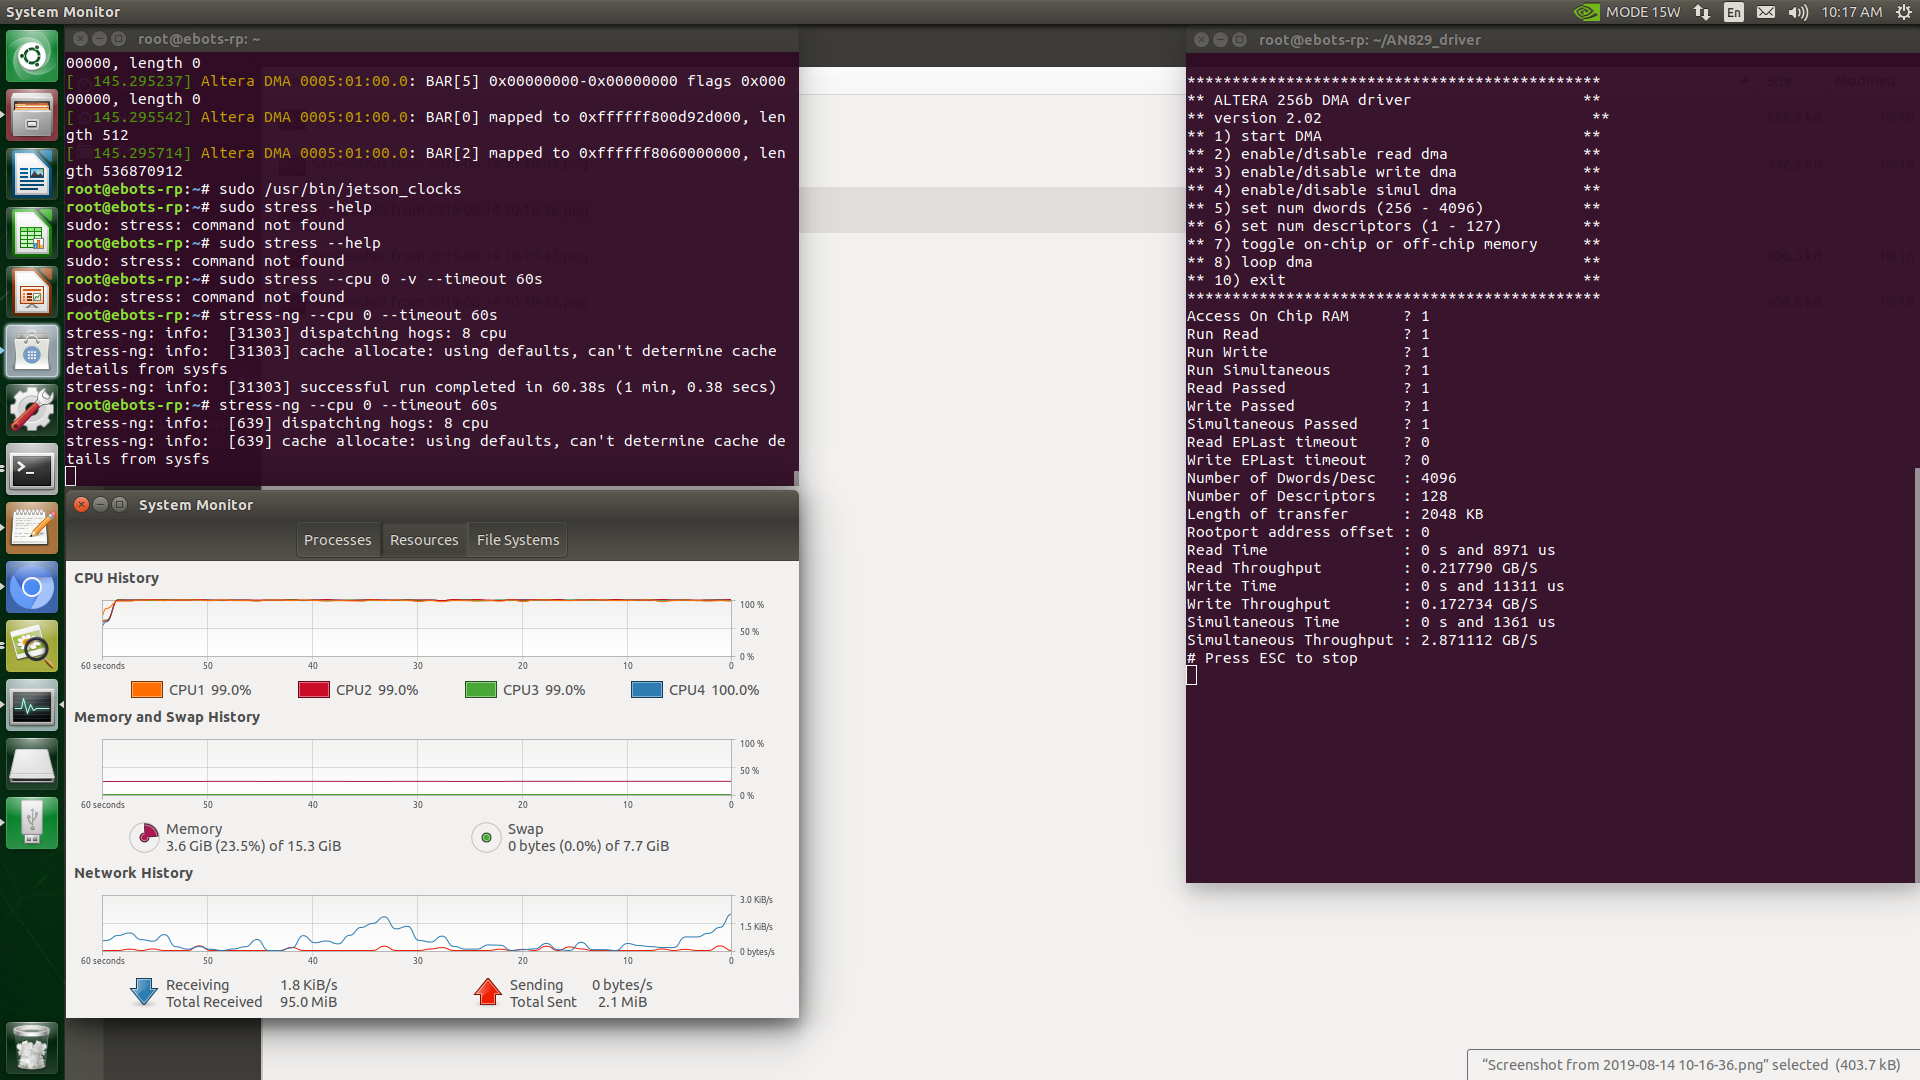 System Monitor
MODE 15W
En
10:17 AM
root@ebots-rp: ~
00000, length 0
[  145.295237] Altera DMA 0005:01:00.0: BAR[5] 0x00000000-0x00000000 flags 0x000
00000, length 0
[  145.295542] Altera DMA 0005:01:00.0: BAR[0] mapped to 0xffffff800d92d000, len
gth 512
[  145.295714] Altera DMA 0005:01:00.0: BAR[2] mapped to 0xffffff8060000000, len
gth 536870912
root@ebots-rp:~# sudo /usr/bin/jetson_clocks
root@ebots-rp:~# sudo stress -help
sudo: stress: command not found
root@ebots-rp:~# sudo stress --help
sudo: stress: command not found
root@ebots-rp:~# sudo stress --cpu 0 -v --timeout 60s
sudo: stress: command not found
root@ebots-rp:~# stress-ng --cpu 0 --timeout 60s
stress-ng: info:  [31303] dispatching hogs: 8 cpu
stress-ng: info:  [31303] cache allocate: using defaults, can't determine cache
details from sysfs
stress-ng: info:  [31303] successful run completed in 60.38s (1 min, 0.38 secs)
root@ebots-rp:~# stress-ng --cpu 0 --timeout 60s
stress-ng: info:  [639] dispatching hogs: 8 cpu
stress-ng: info:  [639] cache allocate: using defaults, can't determine cache de
tails from sysfs
System Monitor
Processes
Resources
File Systems
CPU History
100 %
50 %
0 %
60 seconds 50 40 30 20 10 0
CPU1 99.0%
CPU2 99.0%
CPU3 99.0%
CPU4 100.0%
Memory and Swap History
100 %
50 %
0 %
60 seconds 50 40 30 20 10 0
Memory
3.6 GiB (23.5%) of 15.3 GiB
Swap
0 bytes (0.0%) of 7.7 GiB
Network History
3.0 KiB/s
1.5 KiB/s
0 bytes/s
60 seconds 50 40 30 20 10 0
Receiving 1.8 KiB/s
Total Received 95.0 MiB
Sending 0 bytes/s
Total Sent 2.1 MiB
root@ebots-rp: ~/AN829_driver
Size
Modified
**********************************************
** ALTERA 256b DMA driver                   **
** version 2.02                              **
** 1) start DMA                             **
** 2) enable/disable read dma               **
** 3) enable/disable write dma              **
** 4) enable/disable simul dma              **
** 5) set num dwords (256 - 4096)           **
** 6) set num descriptors (1 - 127)         **
** 7) toggle on-chip or off-chip memory     **
** 8) loop dma                              **
** 10) exit                                 **
**********************************************
Access On Chip RAM      ? 1
Run Read                ? 1
Run Write               ? 1
Run Simultaneous        ? 1
Read Passed             ? 1
Write Passed            ? 1
Simultaneous Passed     ? 1
Read EPLast timeout     ? 0
Write EPLast timeout    ? 0
Number of Dwords/Desc   : 4096
Number of Descriptors   : 128
Length of transfer      : 2048 KB
Rootport address offset : 0
Read Time               : 0 s and 8971 us
Read Throughput         : 0.217790 GB/S
Write Time              : 0 s and 11311 us
Write Throughput        : 0.172734 GB/S
Simultaneous Time       : 0 s and 1361 us
Simultaneous Throughput : 2.871112 GB/S
# Press ESC to stop
“Screenshot from 2019-08-14 10-16-36.png” selected (403.7 kB)